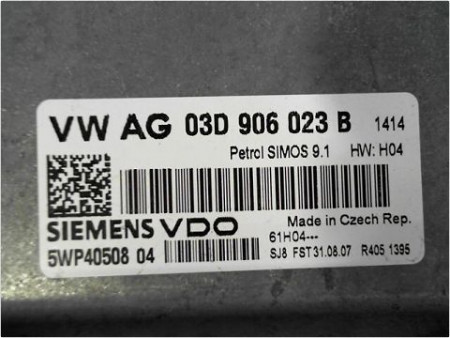 VW AG 03D 906 023 B 1414
Petrol SIMOS 9.1 HW: H04
SIEMENS VDO Made in Czech Rep.
61H04---
5WP40508 04 SJ8 FST 31.08.07 R405 1395